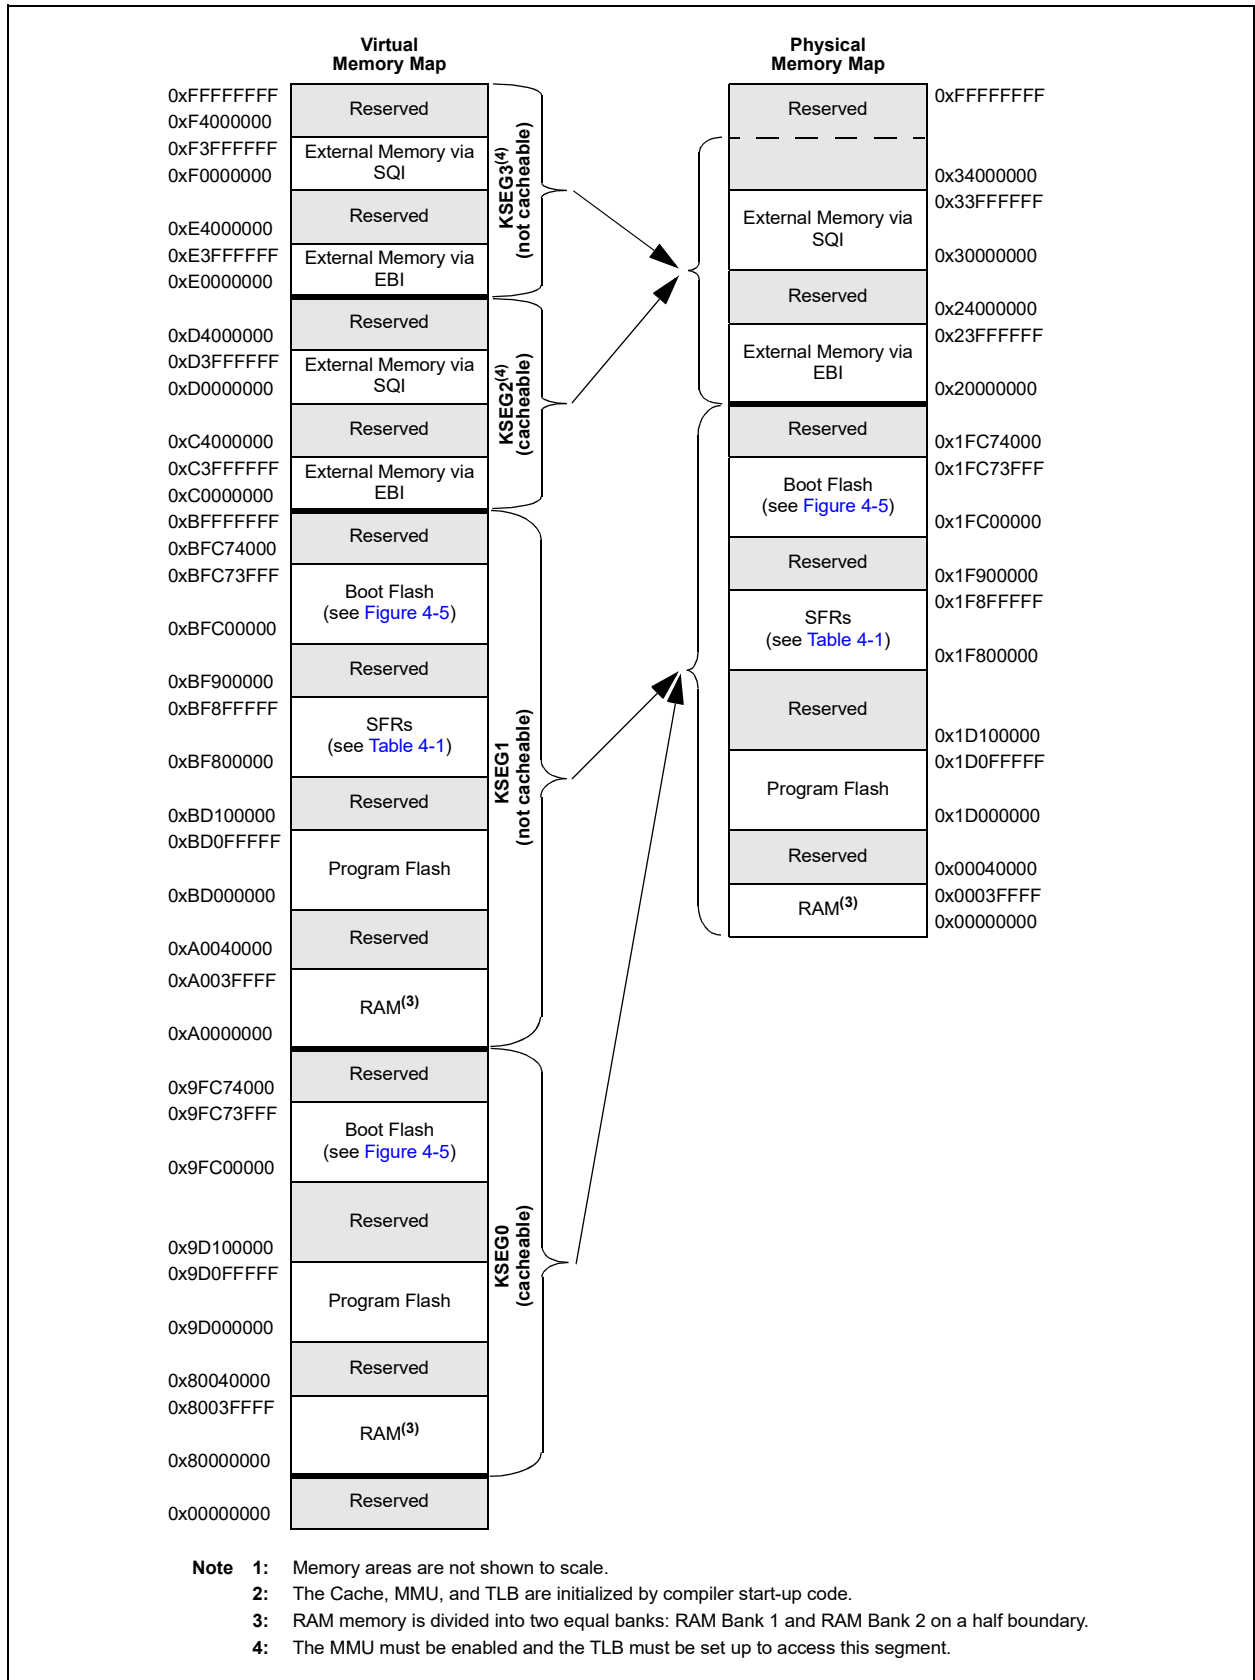 Virtual
Memory Map
0xFFFFFFFF
Reserved
0xF4000000
0xF3FFFFFF
External Memory via
SQI
0xF0000000
Reserved
0xE4000000
0xE3FFFFFF
External Memory via
EBI
0xE0000000
KSEG3(4)
(not cacheable)
Reserved
0xD4000000
0xD3FFFFFF
External Memory via
SQI
0xD0000000
Reserved
0xC4000000
0xC3FFFFFF
External Memory via
EBI
0xC0000000
KSEG2(4)
(cacheable)
0xBFFFFFFF
Reserved
0xBFC74000
0xBFC73FFF
Boot Flash
(see Figure 4-5)
0xBFC00000
Reserved
0xBF900000
0xBF8FFFFF
SFRs
(see Table 4-1)
0xBF800000
Reserved
0xBD100000
0xBD0FFFFF
Program Flash
0xBD000000
Reserved
0xA0040000
0xA003FFFF
RAM(3)
0xA0000000
KSEG1
(not cacheable)
Reserved
0x9FC74000
0x9FC73FFF
Boot Flash
(see Figure 4-5)
0x9FC00000
Reserved
0x9D100000
0x9D0FFFFF
Program Flash
0x9D000000
Reserved
0x80040000
0x8003FFFF
RAM(3)
0x80000000
KSEG0
(cacheable)
Reserved
0x00000000
Physical
Memory Map
Reserved
0xFFFFFFFF
0x34000000
0x33FFFFFF
External Memory via
SQI
0x30000000
Reserved
0x24000000
0x23FFFFFF
External Memory via
EBI
0x20000000
Reserved
0x1FC74000
0x1FC73FFF
Boot Flash
(see Figure 4-5)
0x1FC00000
Reserved
0x1F900000
0x1F8FFFFF
SFRs
(see Table 4-1)
0x1F800000
Reserved
0x1D100000
0x1D0FFFFF
Program Flash
0x1D000000
Reserved
0x00040000
0x0003FFFF
RAM(3)
0x00000000
Note 1: Memory areas are not shown to scale.
2: The Cache, MMU, and TLB are initialized by compiler start-up code.
3: RAM memory is divided into two equal banks: RAM Bank 1 and RAM Bank 2 on a half boundary.
4: The MMU must be enabled and the TLB must be set up to access this segment.